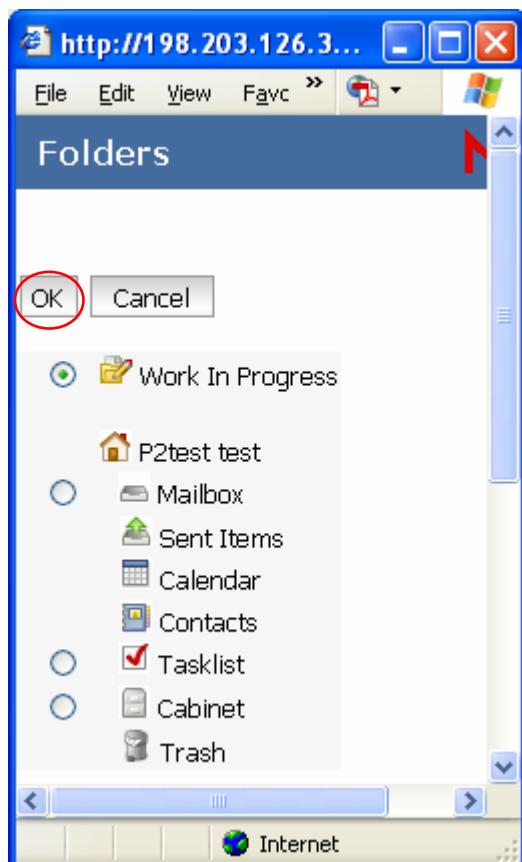 http://198.203.126.3...
File Edit View Favc »
Folders
OK Cancel
Work In Progress
P2test test
Mailbox
Sent Items
Calendar
Contacts
Tasklist
Cabinet
Trash
Internet